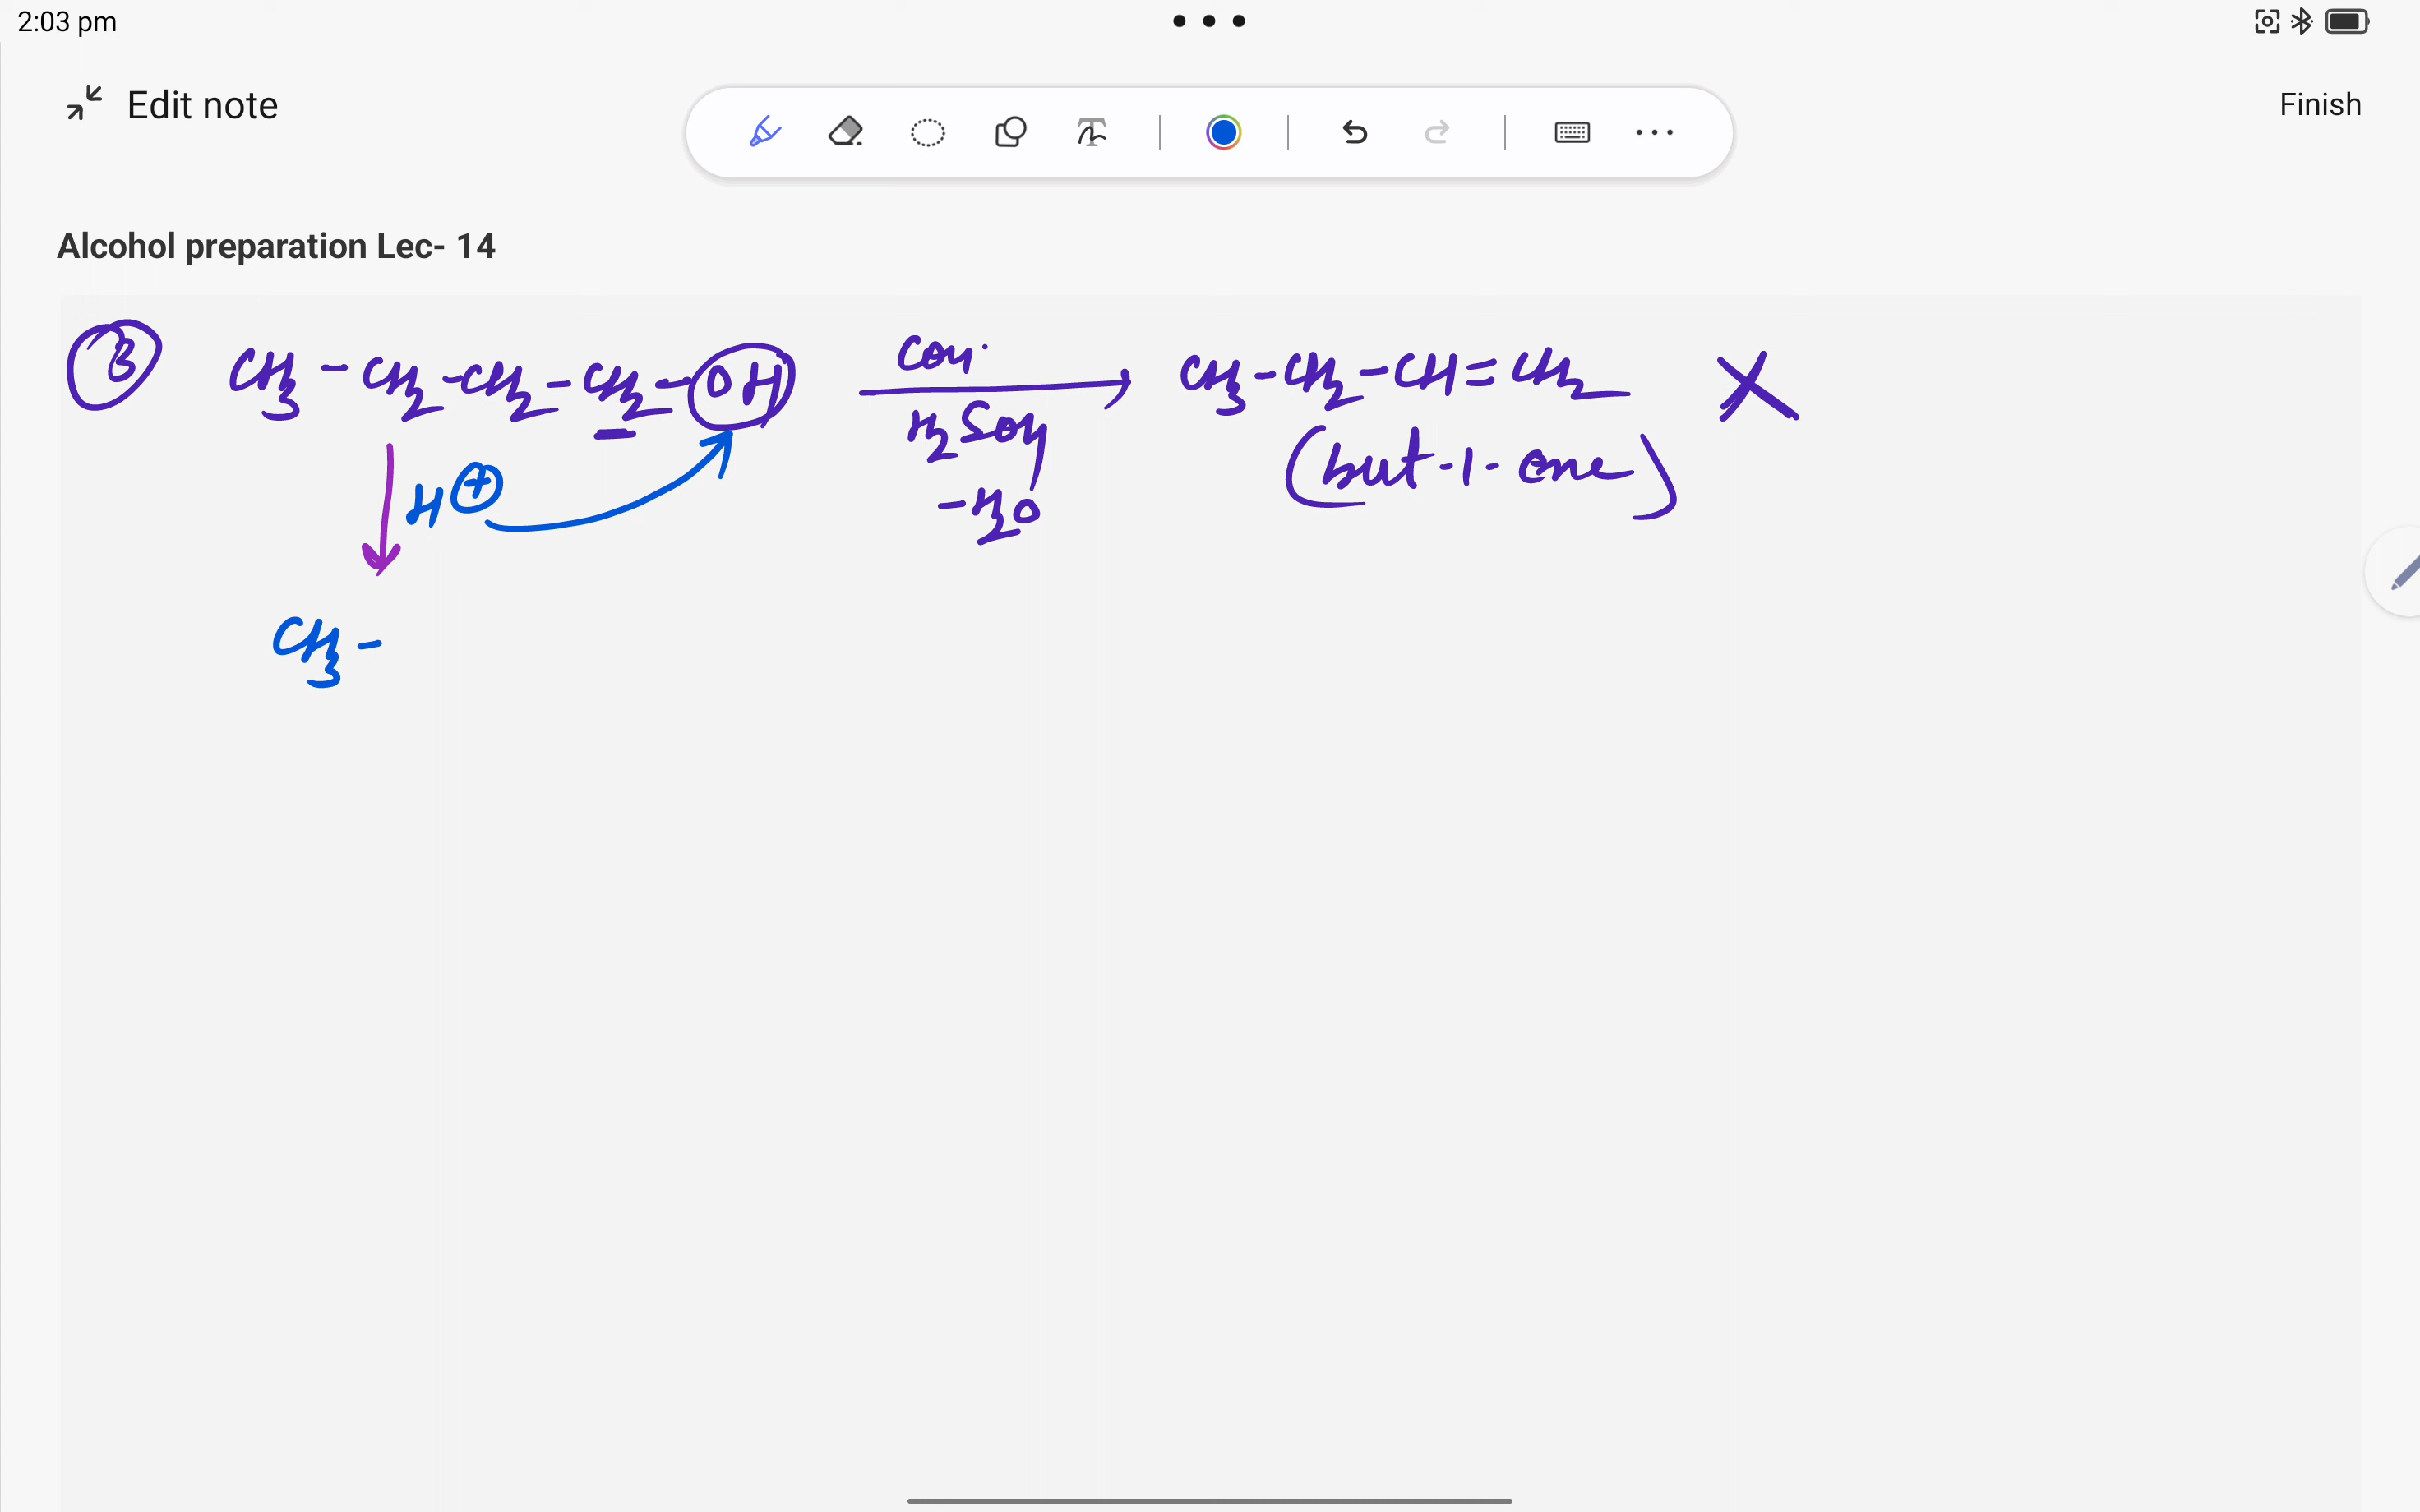 2:03 pm
Edit note
Finish
Alcohol preparation Lec- 14
③ CH₃-CH₂-CH₂-CH₂-OH
H⊕
Con.
H₂SO₄
-H₂O
CH₃-CH₂-CH=CH₂ X
(but-1-ene)
CH₃-